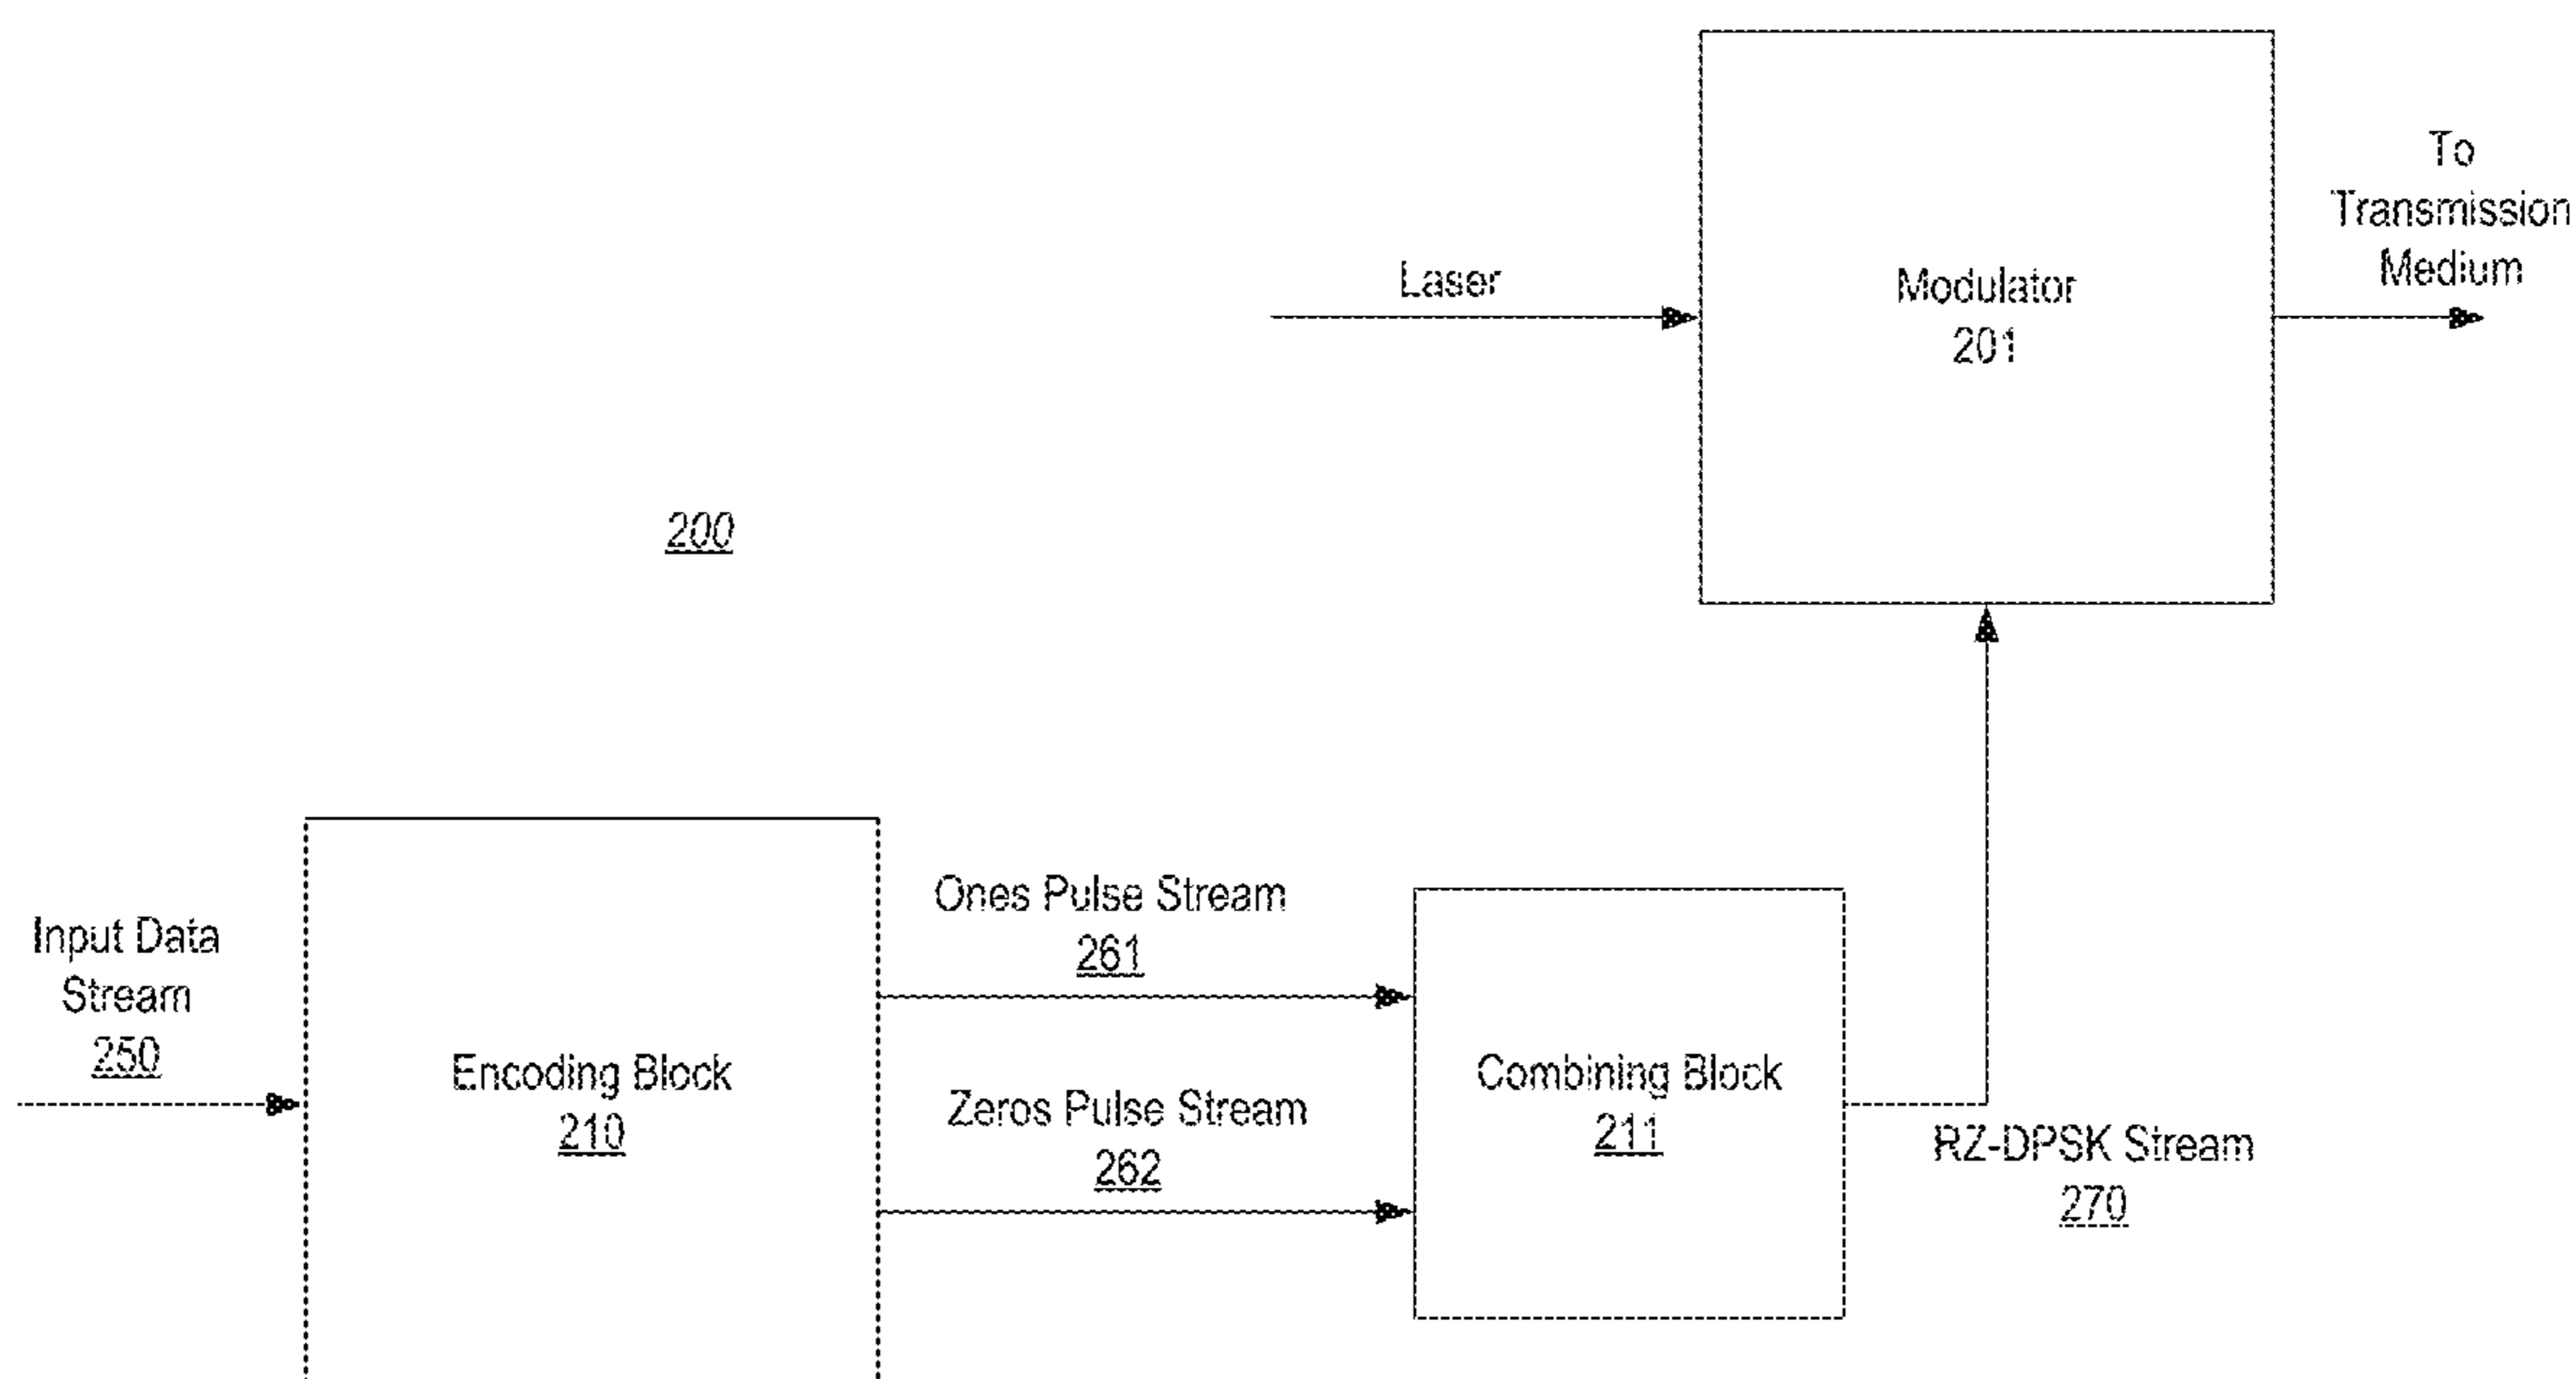 To
Transmission
Medium
Laser
Modulator
201
200
Input Data
Stream
250
Encoding Block
210
Ones Pulse Stream
261
Zeros Pulse Stream
262
Combining Block
211
RZ-DPSK Stream
270